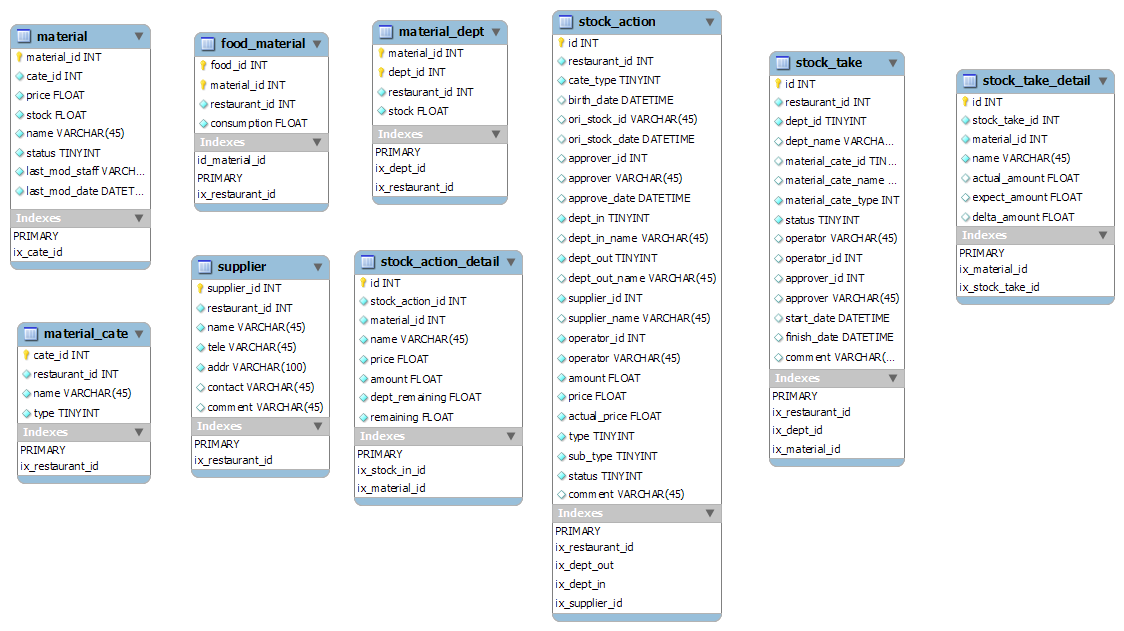 material
material_id INT
cate_id INT
price FLOAT
stock FLOAT
name VARCHAR(45)
status TINYINT
last_mod_staff VARCH...
last_mod_date DATET...
Indexes
PRIMARY
ix_cate_id
material_cate
cate_id INT
restaurant_id INT
name VARCHAR(45)
type TINYINT
Indexes
PRIMARY
ix_restaurant_id
food_material
food_id INT
material_id INT
restaurant_id INT
consumption FLOAT
Indexes
id_material_id
PRIMARY
ix_restaurant_id
supplier
supplier_id INT
restaurant_id INT
name VARCHAR(45)
tele VARCHAR(45)
addr VARCHAR(100)
contact VARCHAR(45)
comment VARCHAR(45)
Indexes
PRIMARY
ix_restaurant_id
material_dept
material_id INT
dept_id INT
restaurant_id INT
stock FLOAT
Indexes
PRIMARY
ix_dept_id
ix_restaurant_id
stock_action_detail
id INT
stock_action_id INT
material_id INT
name VARCHAR(45)
price FLOAT
amount FLOAT
dept_remaining FLOAT
remaining FLOAT
Indexes
PRIMARY
ix_stock_in_id
ix_material_id
stock_action
id INT
restaurant_id INT
cate_type TINYINT
birth_date DATETIME
ori_stock_id VARCHAR(45)
ori_stock_date DATETIME
approver_id INT
approver VARCHAR(45)
approve_date DATETIME
dept_in TINYINT
dept_in_name VARCHAR(45)
dept_out TINYINT
dept_out_name VARCHAR(45)
supplier_id INT
supplier_name VARCHAR(45)
operator_id INT
operator VARCHAR(45)
amount FLOAT
price FLOAT
actual_price FLOAT
type TINYINT
sub_type TINYINT
status TINYINT
comment VARCHAR(45)
Indexes
PRIMARY
ix_restaurant_id
ix_dept_out
ix_dept_in
ix_supplier_id
stock_take
id INT
restaurant_id INT
dept_id TINYINT
dept_name VARCHA...
material_cate_id TIN...
material_cate_name ...
material_cate_type INT
status TINYINT
operator VARCHAR(45)
operator_id INT
approver_id INT
approver VARCHAR(45)
start_date DATETIME
finish_date DATETIME
comment VARCHAR(...
Indexes
PRIMARY
ix_restaurant_id
ix_dept_id
ix_material_id
stock_take_detail
id INT
stock_take_id INT
material_id INT
name VARCHAR(45)
actual_amount FLOAT
expect_amount FLOAT
delta_amount FLOAT
Indexes
PRIMARY
ix_material_id
ix_stock_take_id